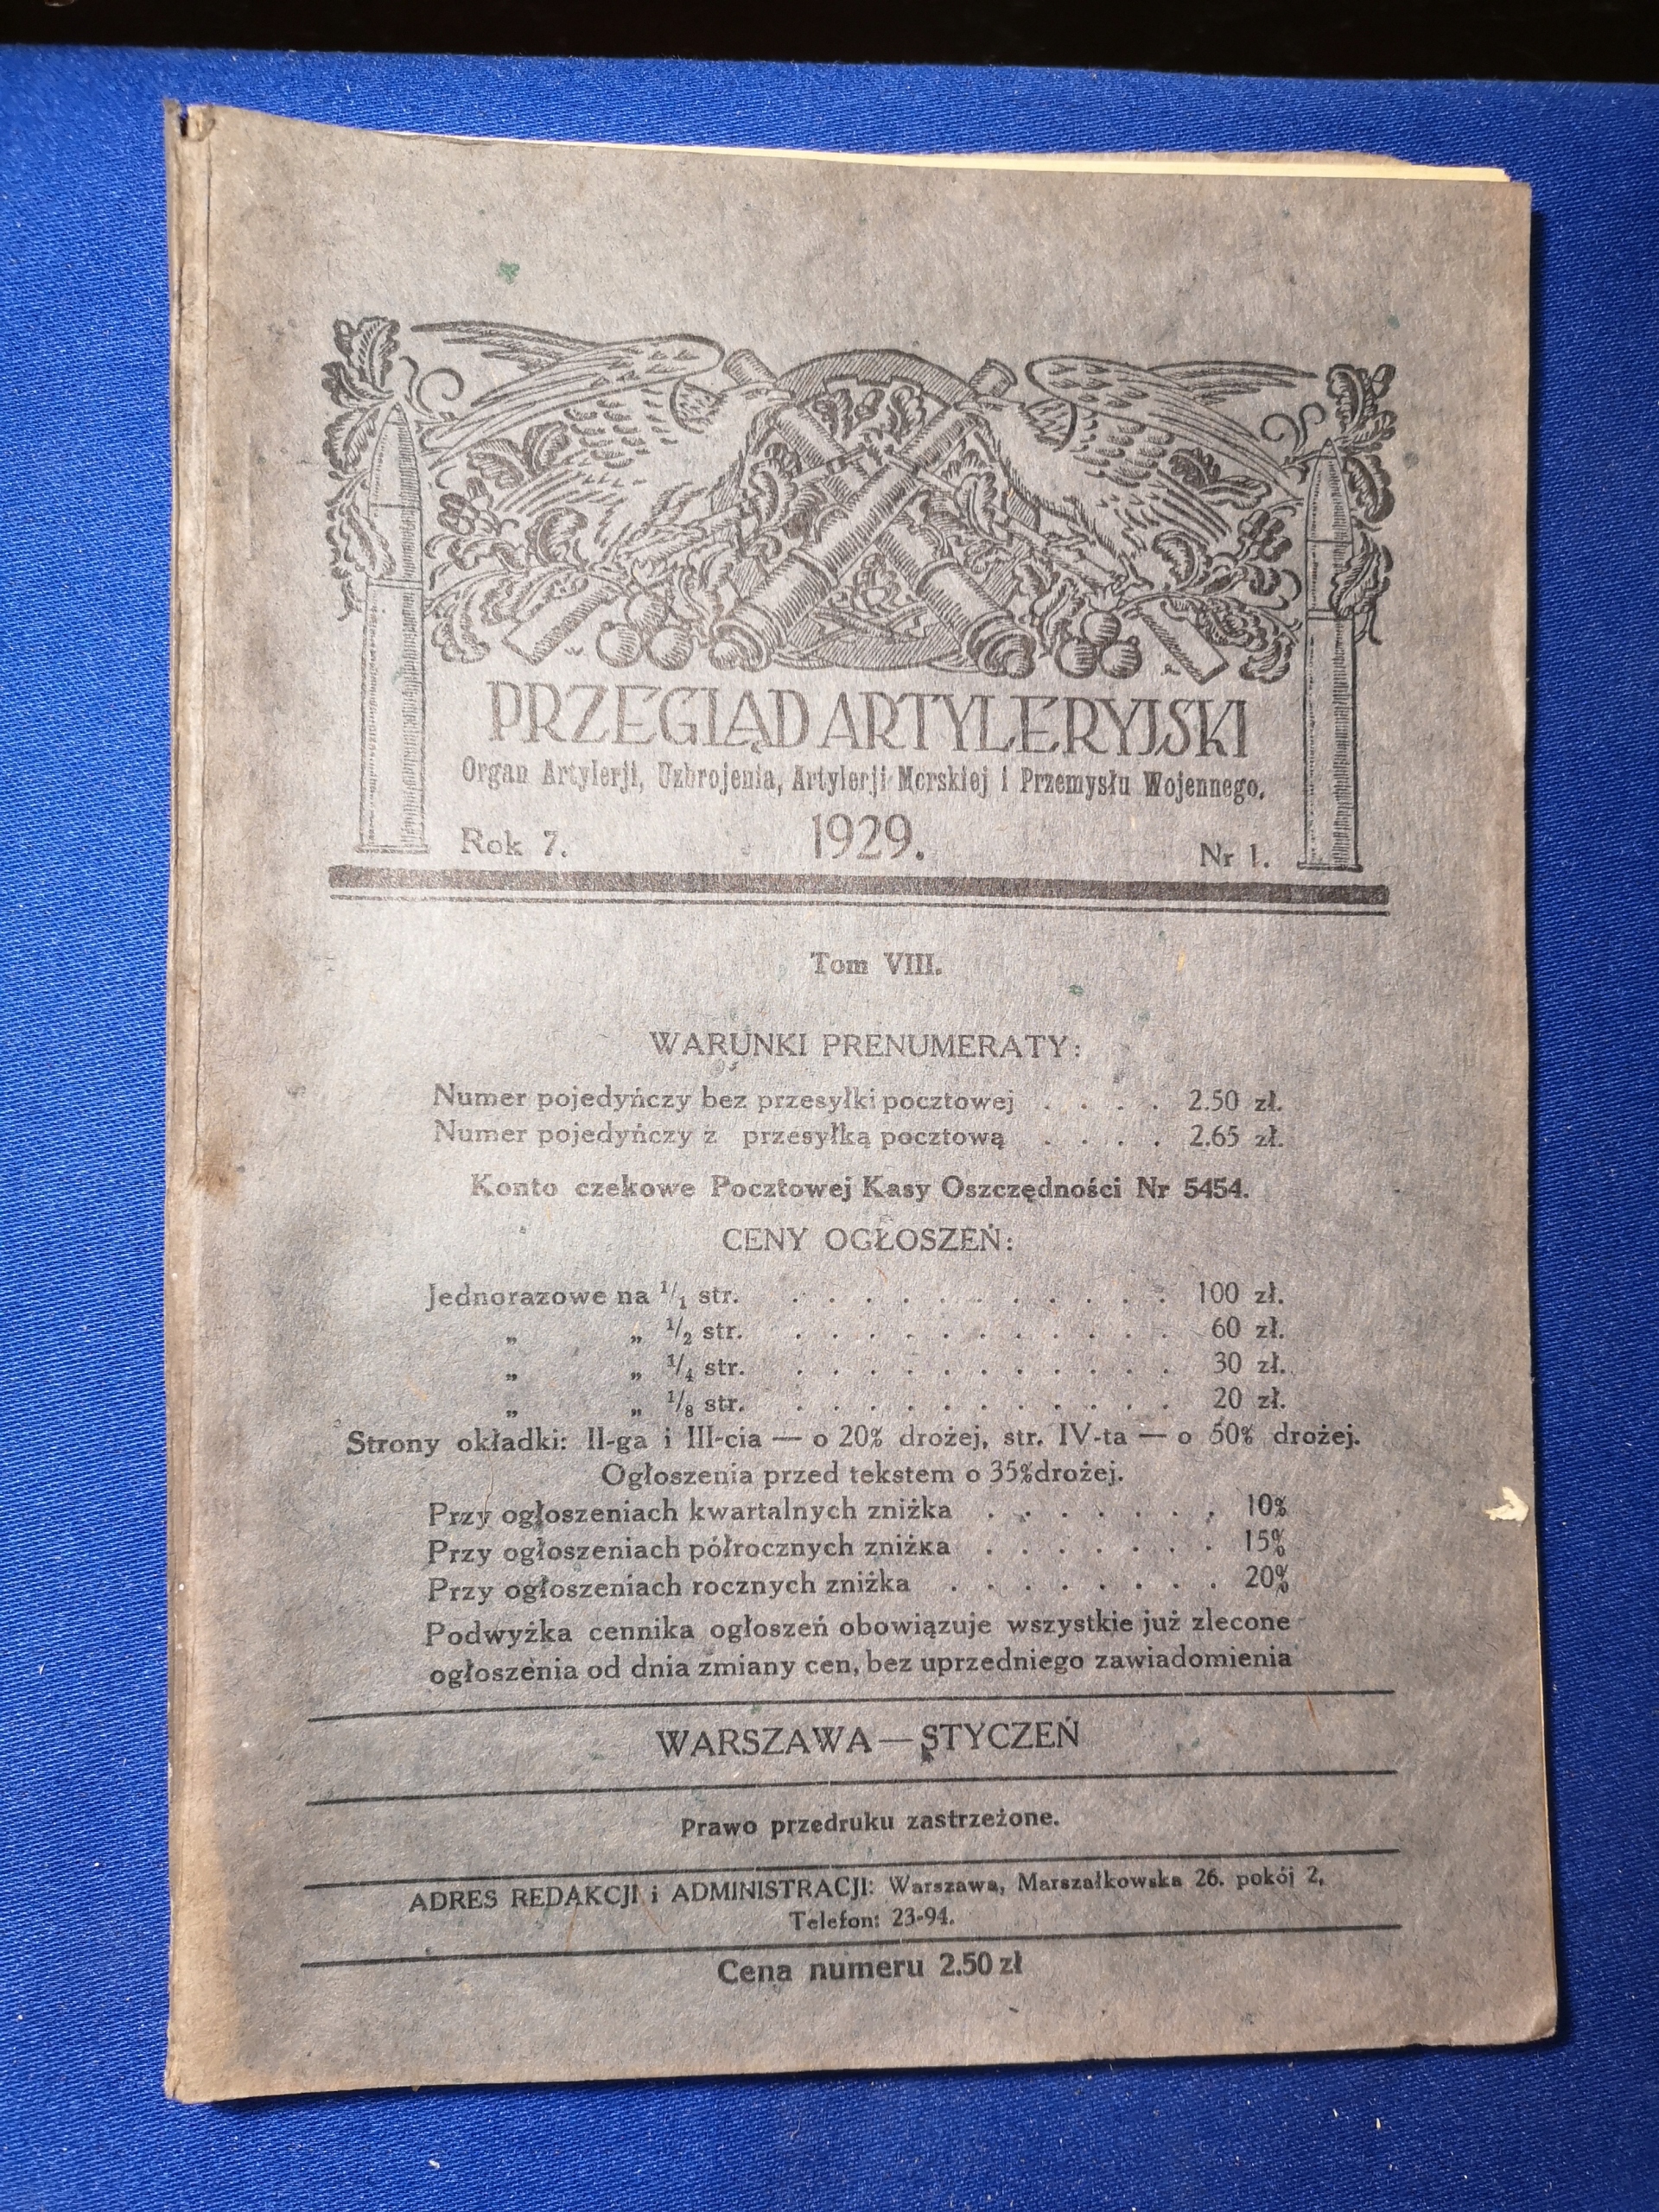 PRZEGLĄD ARTYLERYJSKI
Organ Artylerji, Uzbrojenia, Artylerji Morskiej i Przemysłu Wojennego.
Rok 7. 1929. Nr 1.
Tom VIII.
WARUNKI PRENUMERATY:
Numer pojedyńczy bez przesyłki pocztowej . . . . 2.50 zł.
Numer pojedyńczy z przesyłką pocztową . . . . 2.65 zł.
Konto czekowe Pocztowej Kasy Oszczędności Nr 5454.
CENY OGŁOSZEŃ:
Jednorazowe na 1/1 str. . . . . . . . . . . . 100 zł.
„ „ 1/2 str. . . . . . . . . . . . 60 zł.
„ „ 1/4 str. . . . . . . . . . . . 30 zł.
„ „ 1/8 str. . . . . . . . . . . . 20 zł.
Strony okładki: II-ga i III-cia — o 20% drożej, str. IV-ta — o 50% drożej.
Ogłoszenia przed tekstem o 35% drożej.
Przy ogłoszeniach kwartalnych zniżka . . . . . . . 10%
Przy ogłoszeniach półrocznych zniżka . . . . . . . 15%
Przy ogłoszeniach rocznych zniżka . . . . . . . . 20%
Podwyżka cennika ogłoszeń obowiązuje wszystkie już zlecone
ogłoszenia od dnia zmiany cen, bez uprzedniego zawiadomienia
WARSZAWA — STYCZEŃ
Prawo przedruku zastrzeżone.
ADRES REDAKCJI i ADMINISTRACJI: Warszawa, Marszałkowska 26. pokój 2,
Telefon: 23-94.
Cena numeru 2.50 zł